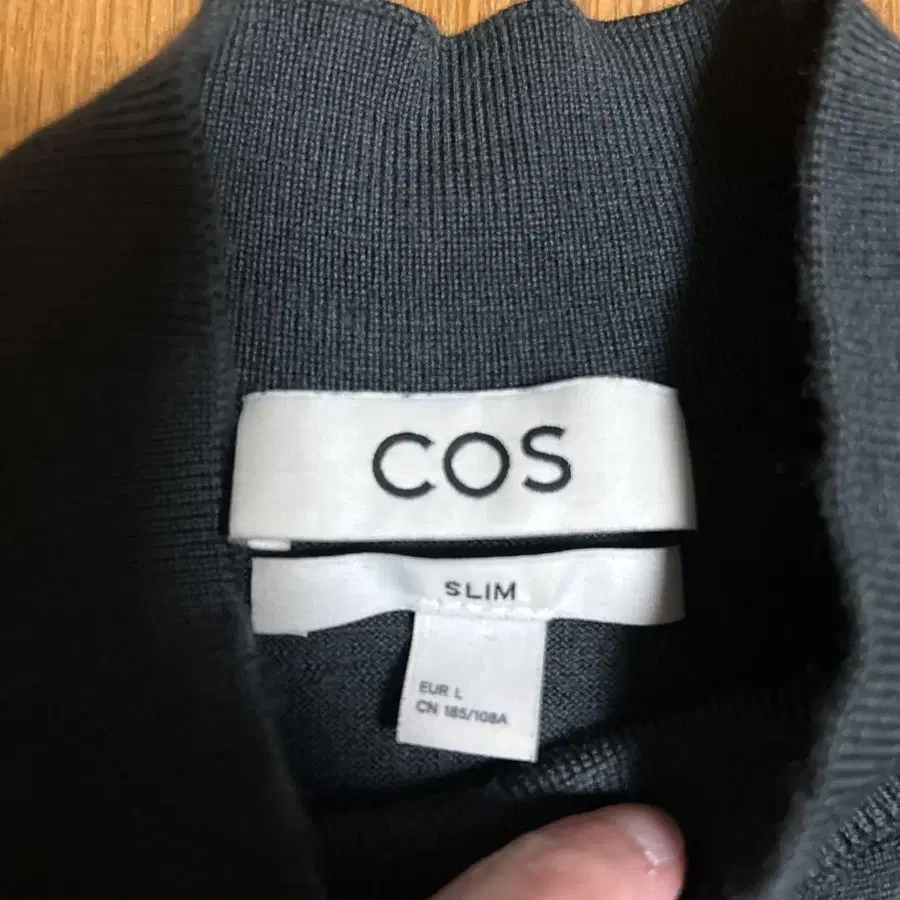 COS
SLIM
EUR L
CN 185/108A